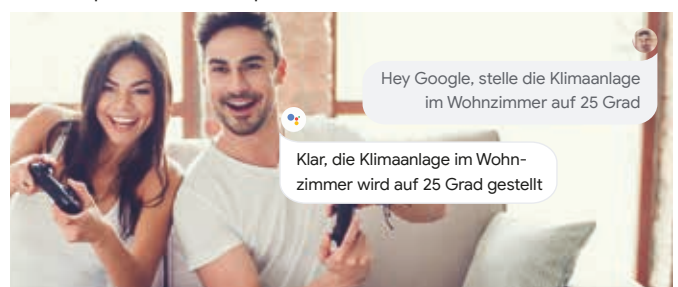 Hey Google, stelle die Klimaanlage
im Wohnzimmer auf 25 Grad
Klar, die Klimaanlage im Wohn-
zimmer wird auf 25 Grad gestellt